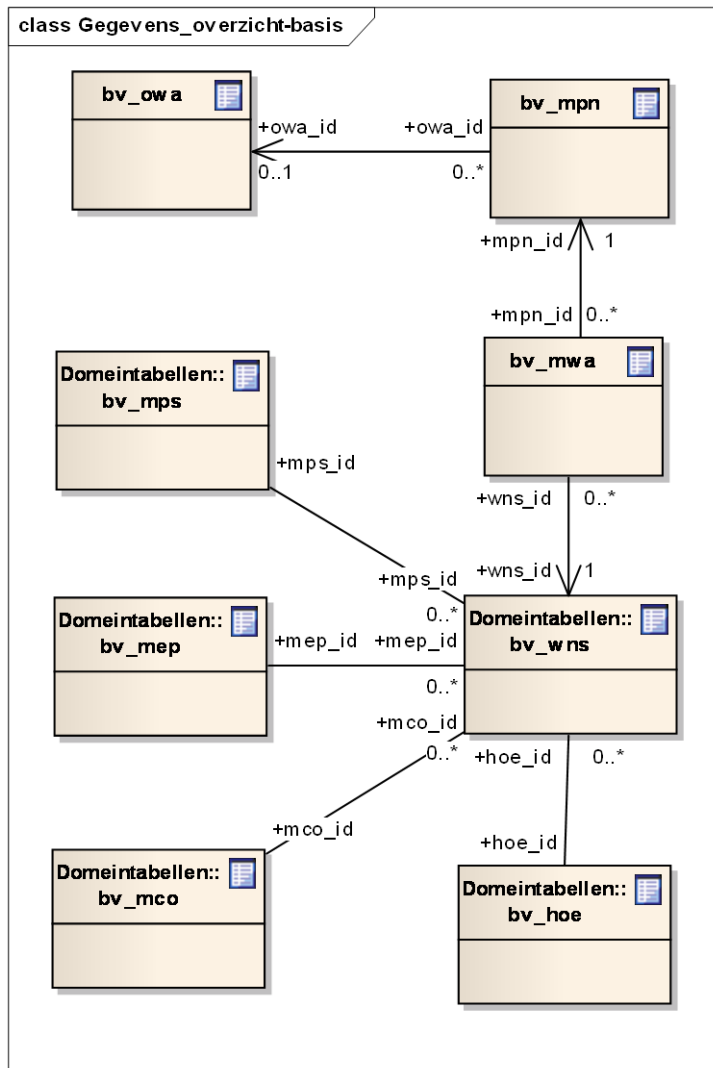 class Gegevens_overzicht-basis
bv_owa
bv_mpn
+owa_id
+owa_id
0..1
0..*
+mpn_id
1
+mpn_id
0..*
bv_mwa
Domeintabellen::
bv_mps
+mps_id
+wns_id
0..*
+mps_id
0..*
+wns_id
1
Domeintabellen::
bv_mep
+mep_id
+mep_id
0..*
Domeintabellen::
bv_wns
+mco_id
0..*
+hoe_id
0..*
+mco_id
+hoe_id
Domeintabellen::
bv_mco
Domeintabellen::
bv_hoe